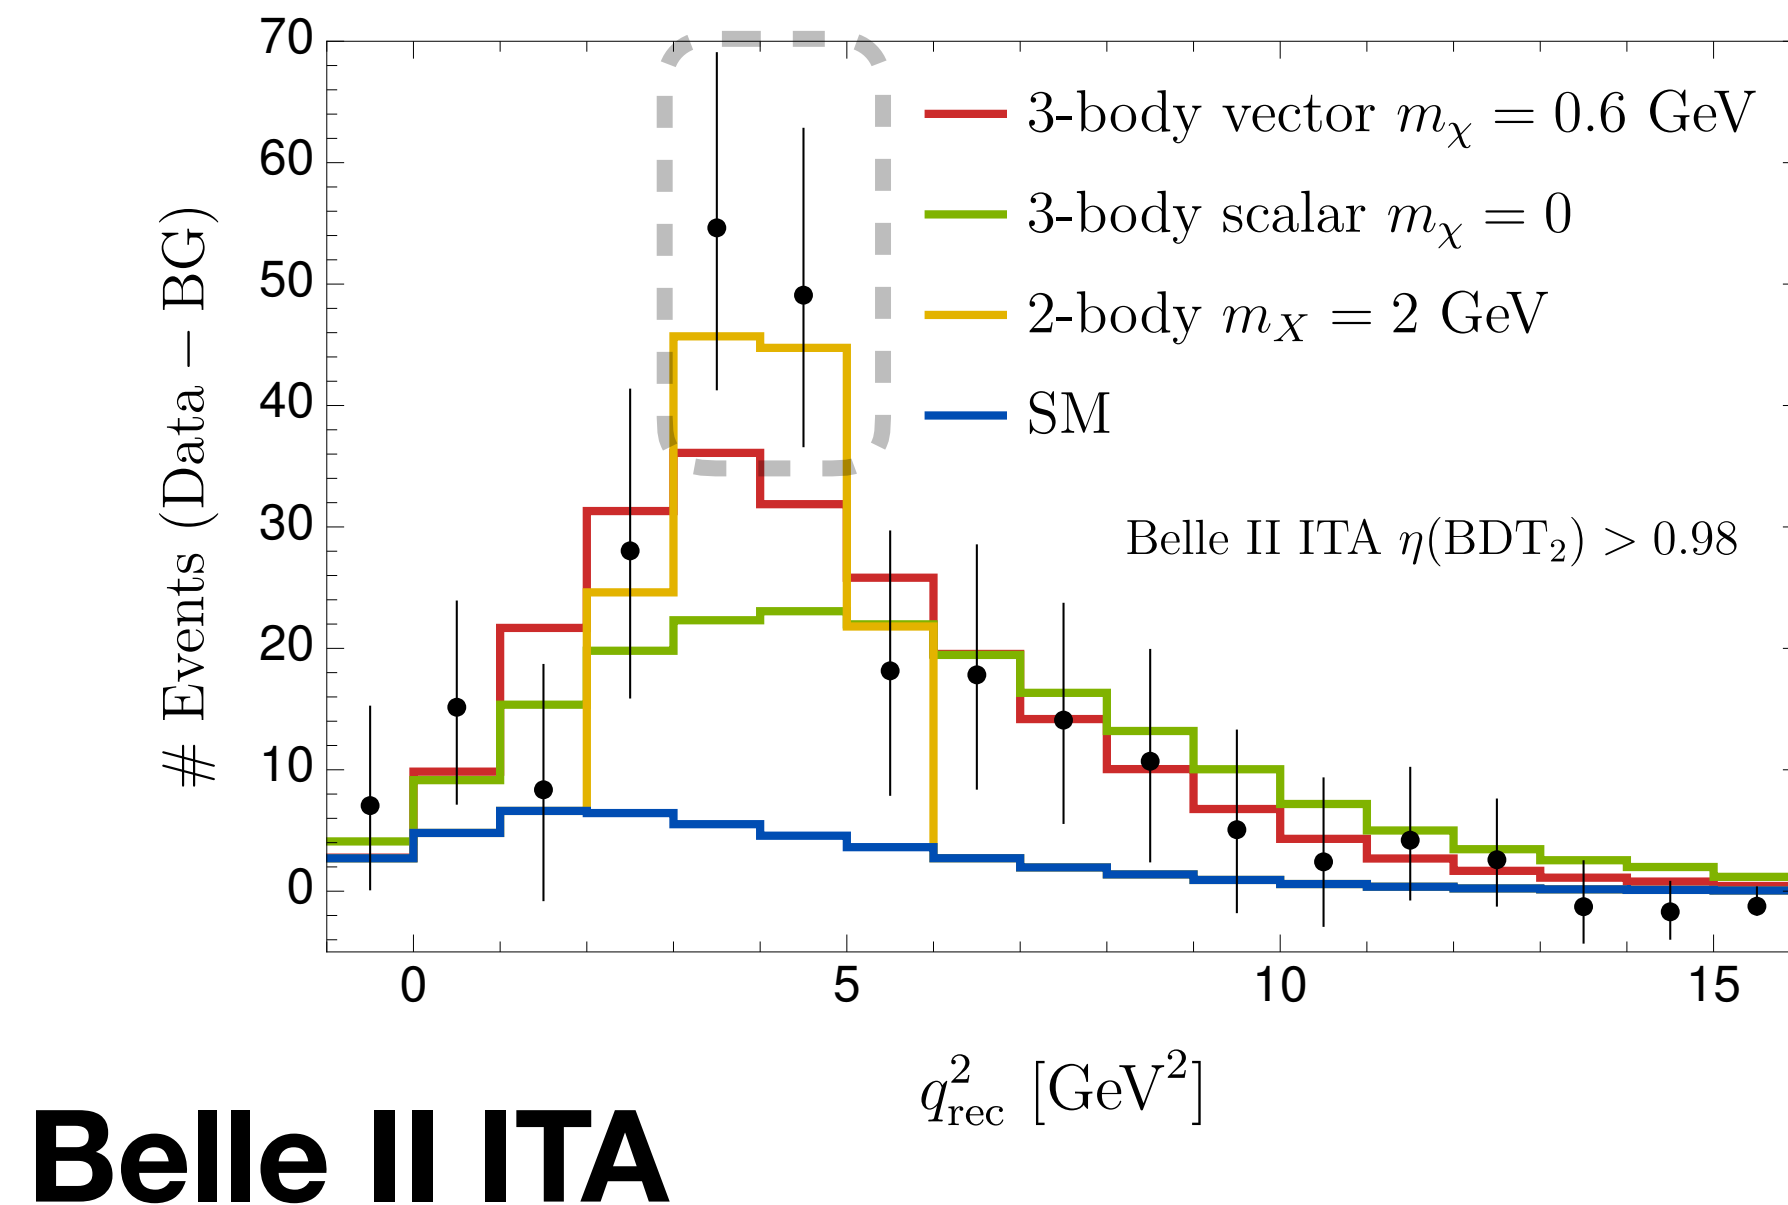 70
60
50
40
30
20
10
0
# Events (Data − BG)
3-body vector mχ = 0.6 GeV
3-body scalar mχ = 0
2-body mX = 2 GeV
SM
Belle II ITA η(BDT₂) > 0.98
0 5 10 15
q²rec [GeV²]
Belle II ITA